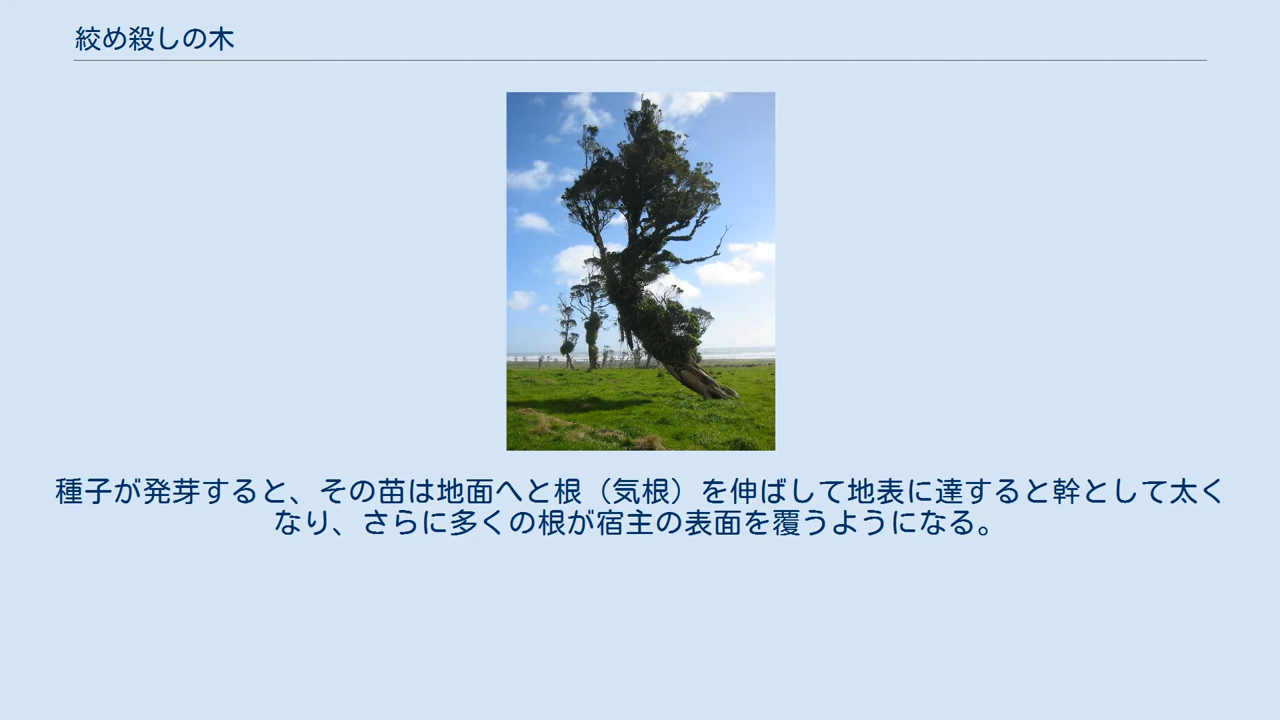 絞め殺しの木
種子が発芽すると、その苗は地面へと根（気根）を伸ばして地表に達すると幹として太く
なり、さらに多くの根が宿主の表面を覆うようになる。